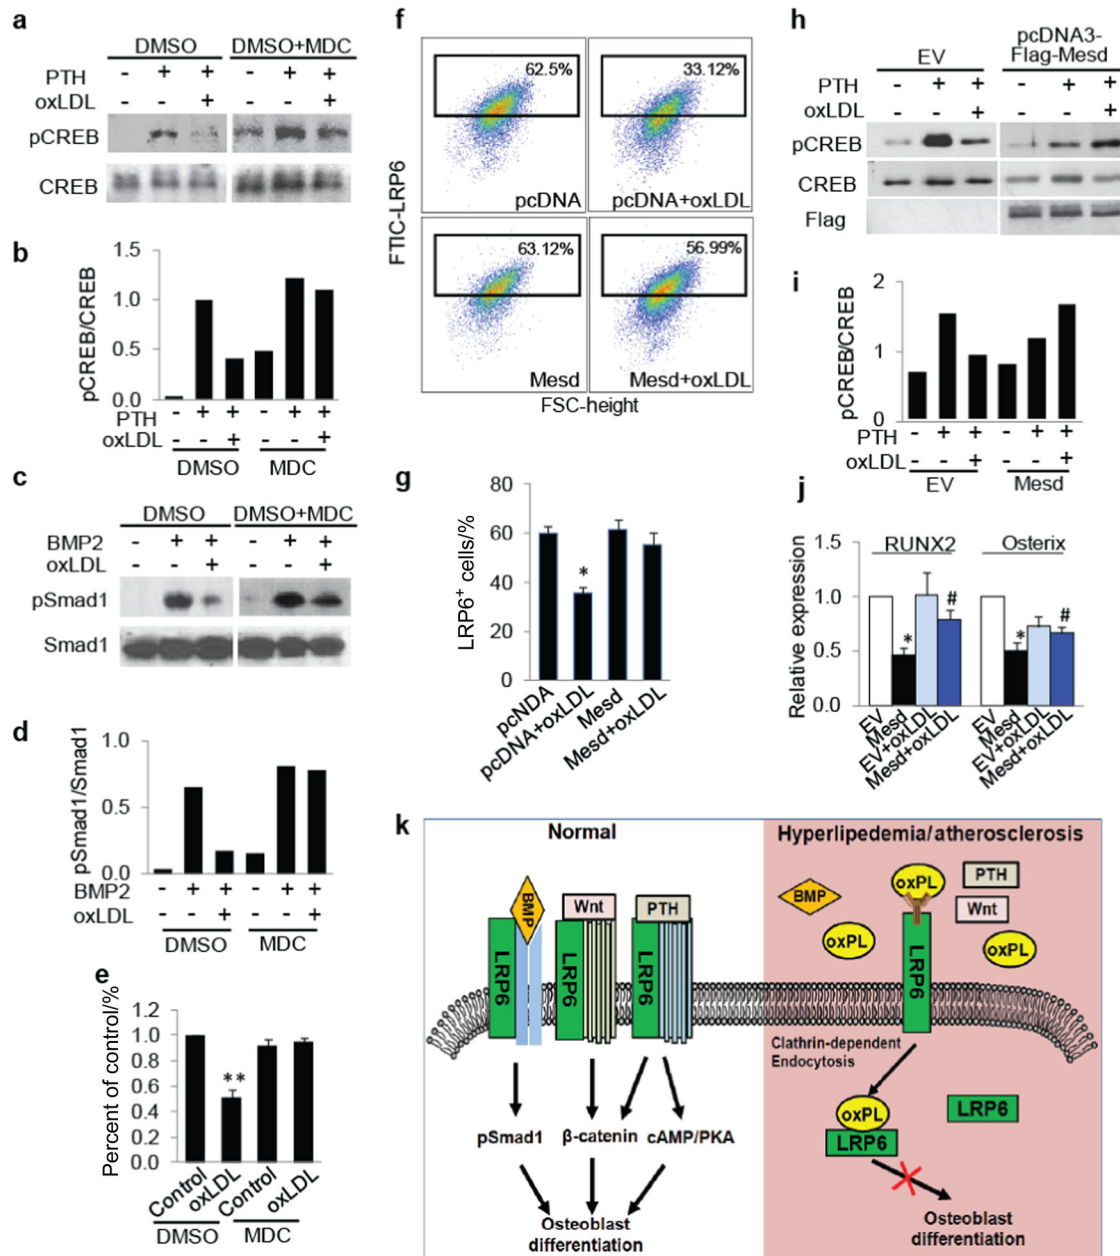 a
DMSO DMSO+MDC
PTH - + + - + +
oxLDL - - + - - +
pCREB
CREB
b
pCREB/CREB
1.5
1.0
0.5
0.0
PTH - + + - + +
oxLDL - - + - - +
DMSO MDC
c
DMSO DMSO+MDC
BMP2 - + + - + +
oxLDL - - + - - +
pSmad1
Smad1
d
pSmad1/Smad1
1.0
0.5
0.0
BMP2 - + + - + +
oxLDL - - + - - +
DMSO MDC
e
Percent of control/%
1.2
1.0
0.8
0.6
0.4
0.2
0.0
**
Control oxLDL Control oxLDL
DMSO MDC
f
FTIC-LRP6
62.5%
pcDNA
33.12%
pcDNA+oxLDL
63.12%
Mesd
56.99%
Mesd+oxLDL
FSC-height
g
LRP6+ cells/%
80
60
40
20
0
*
pcNDA pcDNA+oxLDL Mesd Mesd+oxLDL
h
EV pcDNA3-
Flag-Mesd
PTH - + + - + +
oxLDL - - + - - +
pCREB
CREB
Flag
i
pCREB/CREB
2
1
0
PTH - + + - + +
oxLDL - - + - - +
EV Mesd
j
Relative expression
1.5
1.0
0.5
0.0
RUNX2 Osterix
* # * #
EV Mesd EV+oxLDL Mesd+oxLDL EV Mesd EV+oxLDL Mesd+oxLDL
k
Normal
BMP Wnt PTH
LRP6 LRP6 LRP6
pSmad1 β-catenin cAMP/PKA
Osteoblast
differentiation
Hyperlipedemia/atherosclerosis
oxPL PTH
BMP Wnt
oxPL oxPL
LRP6
Clathrin-dependent
Endocytosis
oxPL
LRP6 LRP6
Osteoblast
differentiation